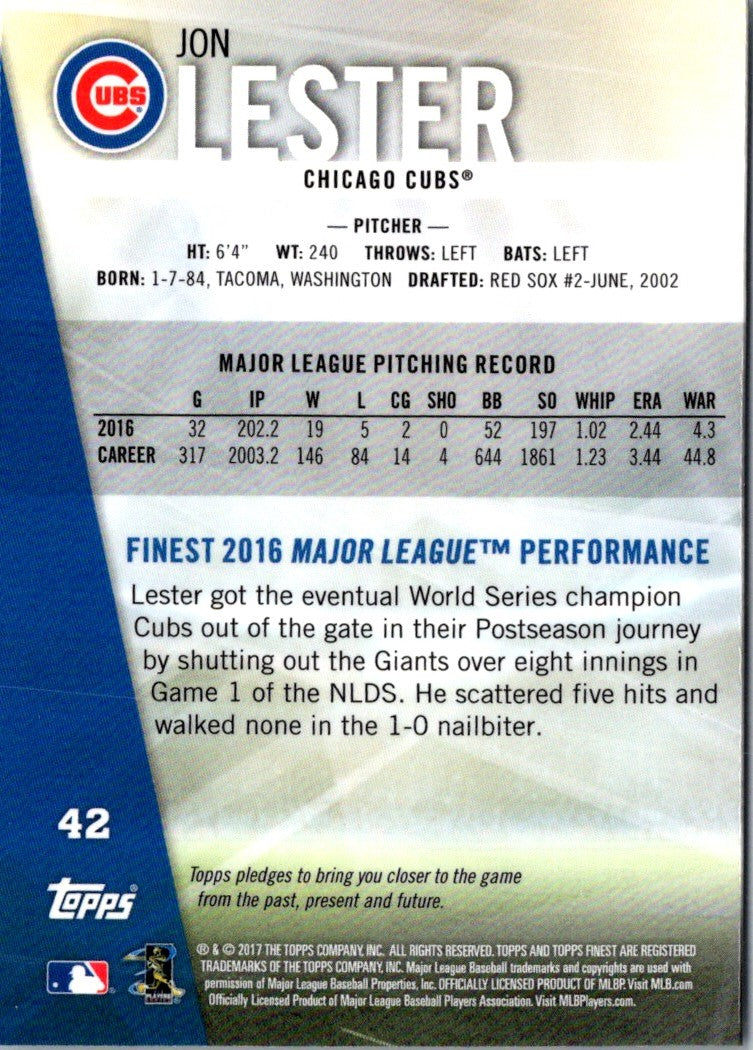 JON
CUBS®
LESTER
CHICAGO CUBS®
— PITCHER —
HT: 6'4" WT: 240 THROWS: LEFT BATS: LEFT
BORN: 1-7-84, TACOMA, WASHINGTON DRAFTED: RED SOX #2-JUNE, 2002
MAJOR LEAGUE PITCHING RECORD
G IP W L CG SHO BB SO WHIP ERA WAR
2016 32 202.2 19 5 2 0 52 197 1.02 2.44 4.3
CAREER 317 2003.2 146 84 14 4 644 1861 1.23 3.44 44.8
FINEST 2016 MAJOR LEAGUE™ PERFORMANCE
Lester got the eventual World Series champion
Cubs out of the gate in their Postseason journey
by shutting out the Giants over eight innings in
Game 1 of the NLDS. He scattered five hits and
walked none in the 1-0 nailbiter.
42
Topps pledges to bring you closer to the game
from the past, present and future.
Topps®
® & © 2017 THE TOPPS COMPANY, INC. ALL RIGHTS RESERVED. TOPPS AND TOPPS FINEST ARE REGISTERED
TRADEMARKS OF THE TOPPS COMPANY, INC. Major League Baseball trademarks and copyrights are used with
permission of Major League Baseball Properties, Inc. OFFICIALLY LICENSED PRODUCT OF MLBP. Visit MLB.com
Officially Licensed Product of Major League Baseball Players Association. Visit MLBPlayers.com.